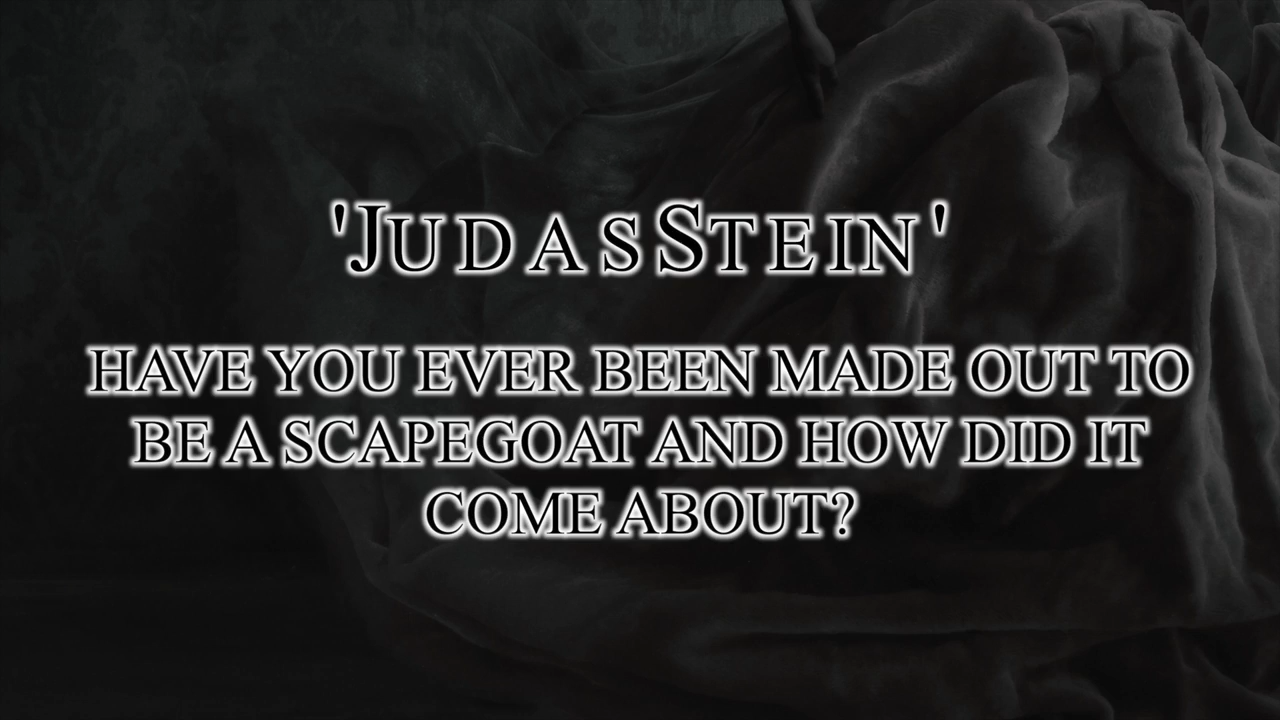 'JUDASSTEIN'
HAVE YOU EVER BEEN MADE OUT TO
BE A SCAPEGOAT AND HOW DID IT
COME ABOUT?